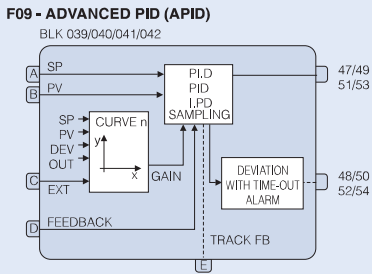 F09 - ADVANCED PID (APID)
BLK 039/040/041/042
A SP
B PV
PI.D
PID
I.PD
SAMPLING
47/49
51/53
SP
PV
DEV
OUT
CURVE n
y
x
GAIN
C
EXT
DEVIATION
WITH TIME-OUT
ALARM
48/50
52/54
D FEEDBACK
TRACK FB
E